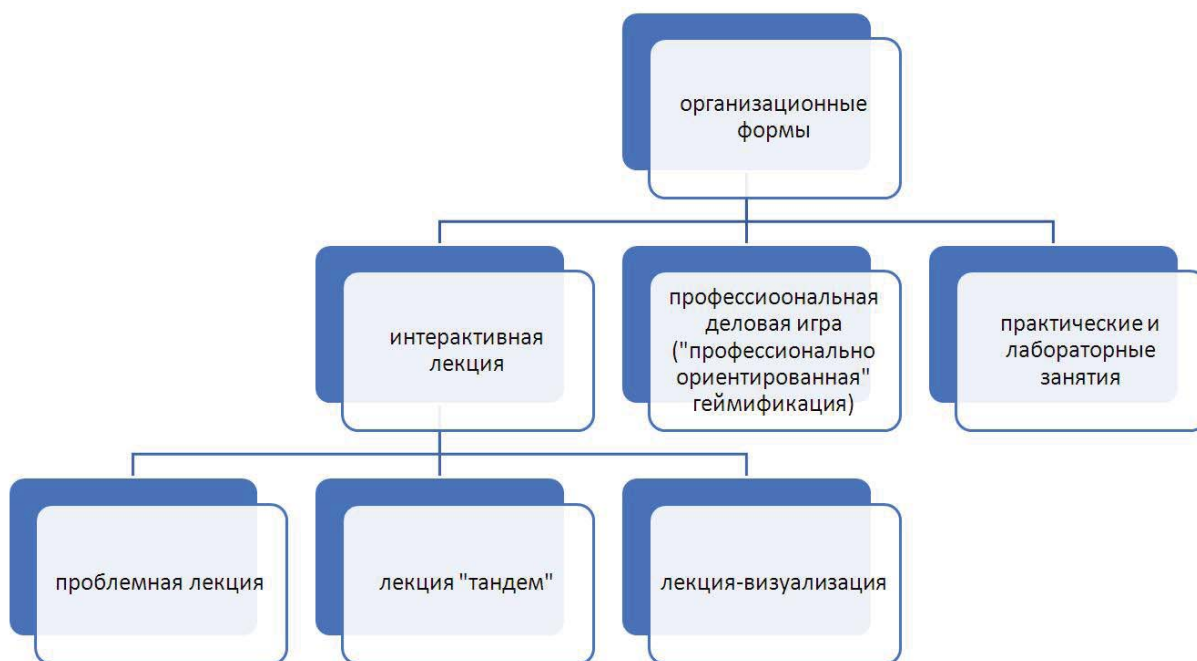 организационные
формы
интерактивная
лекция
профессиоональная
деловая игра
("профессионально
ориентированная"
геймификация)
практические и
лабораторные
занятия
проблемная лекция
лекция "тандем"
лекция-визуализация